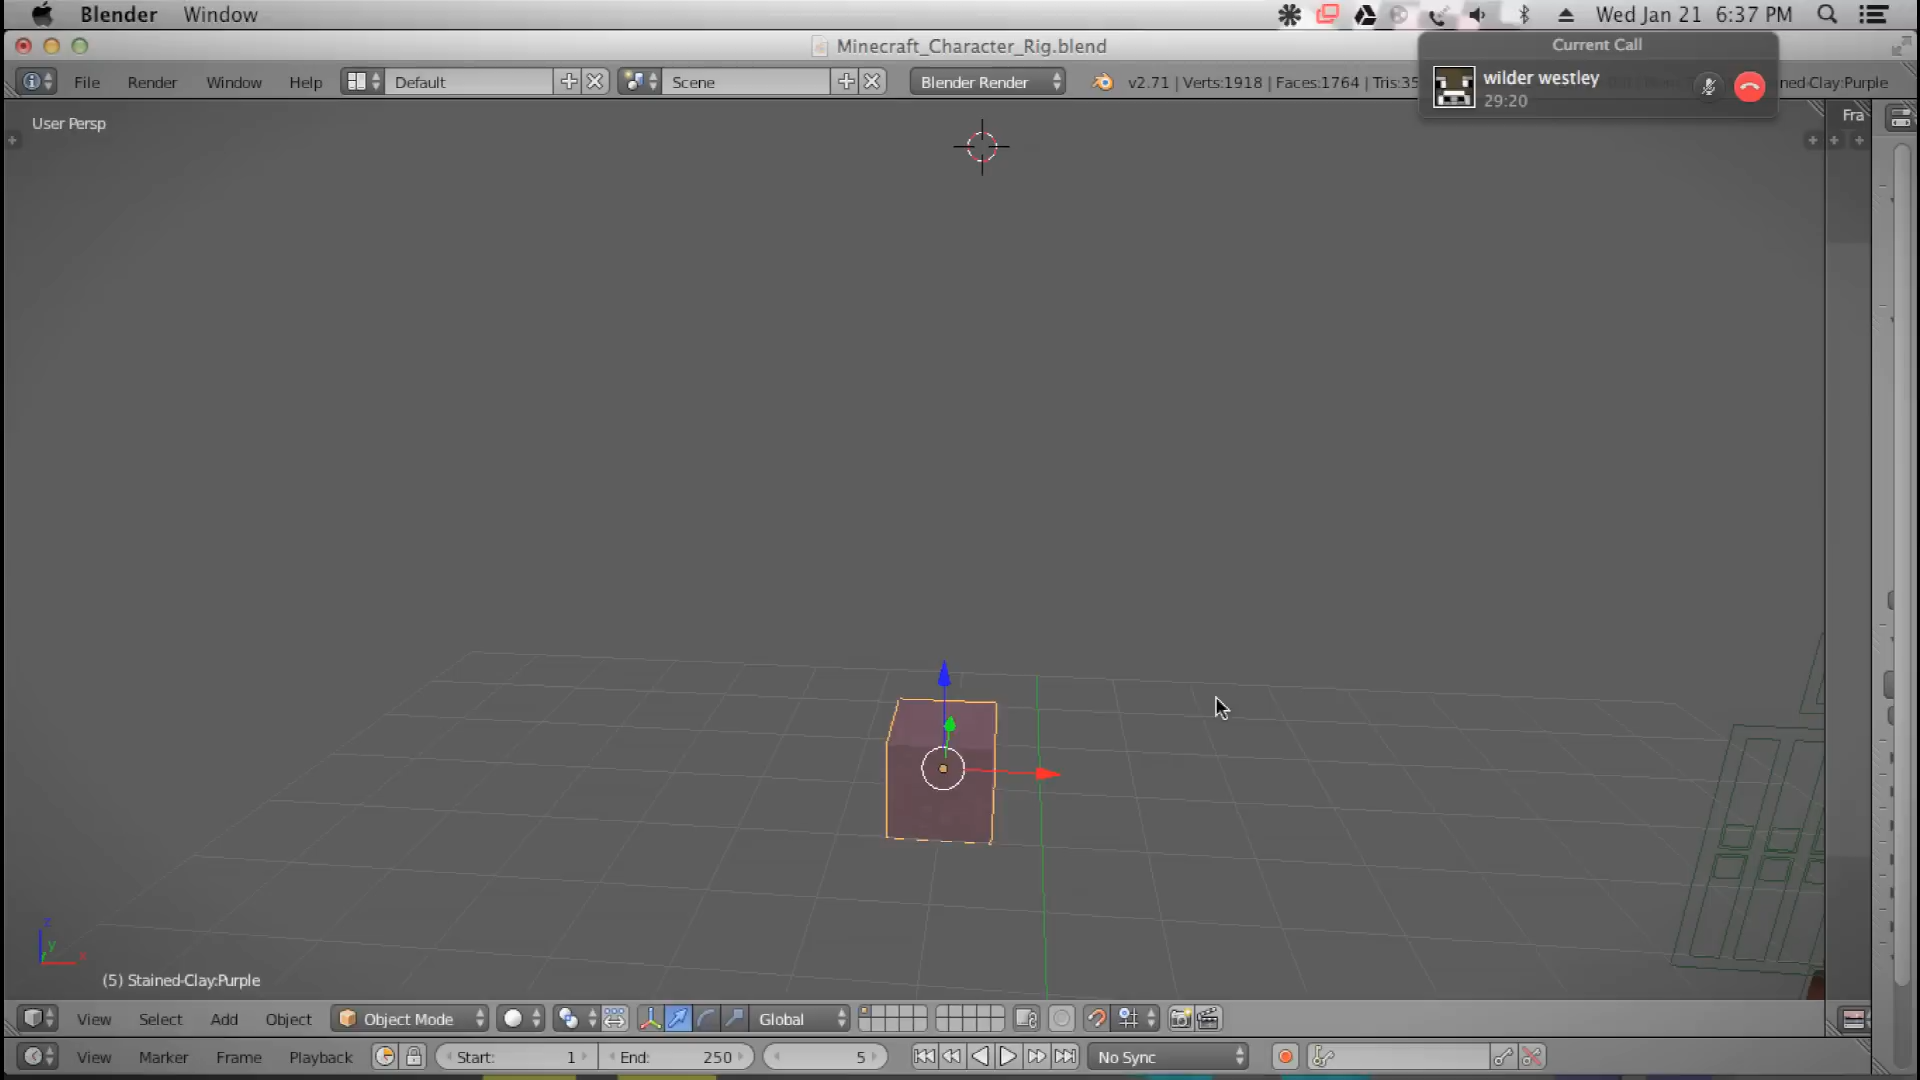 Blender Window Wed Jan 21 6:37 PM
Minecraft_Character_Rig.blend
Current Call
wilder westley
29:20
File Render Window Help Default Scene Blender Render v2.71 | Verts:1918 | Faces:1764 | Tris:35 ned-Clay:Purple
User Persp
Fra
z
y
x
(5) Stained-Clay:Purple
View Select Add Object Object Mode Global
View Marker Frame Playback Start: 1 End: 250 5 No Sync